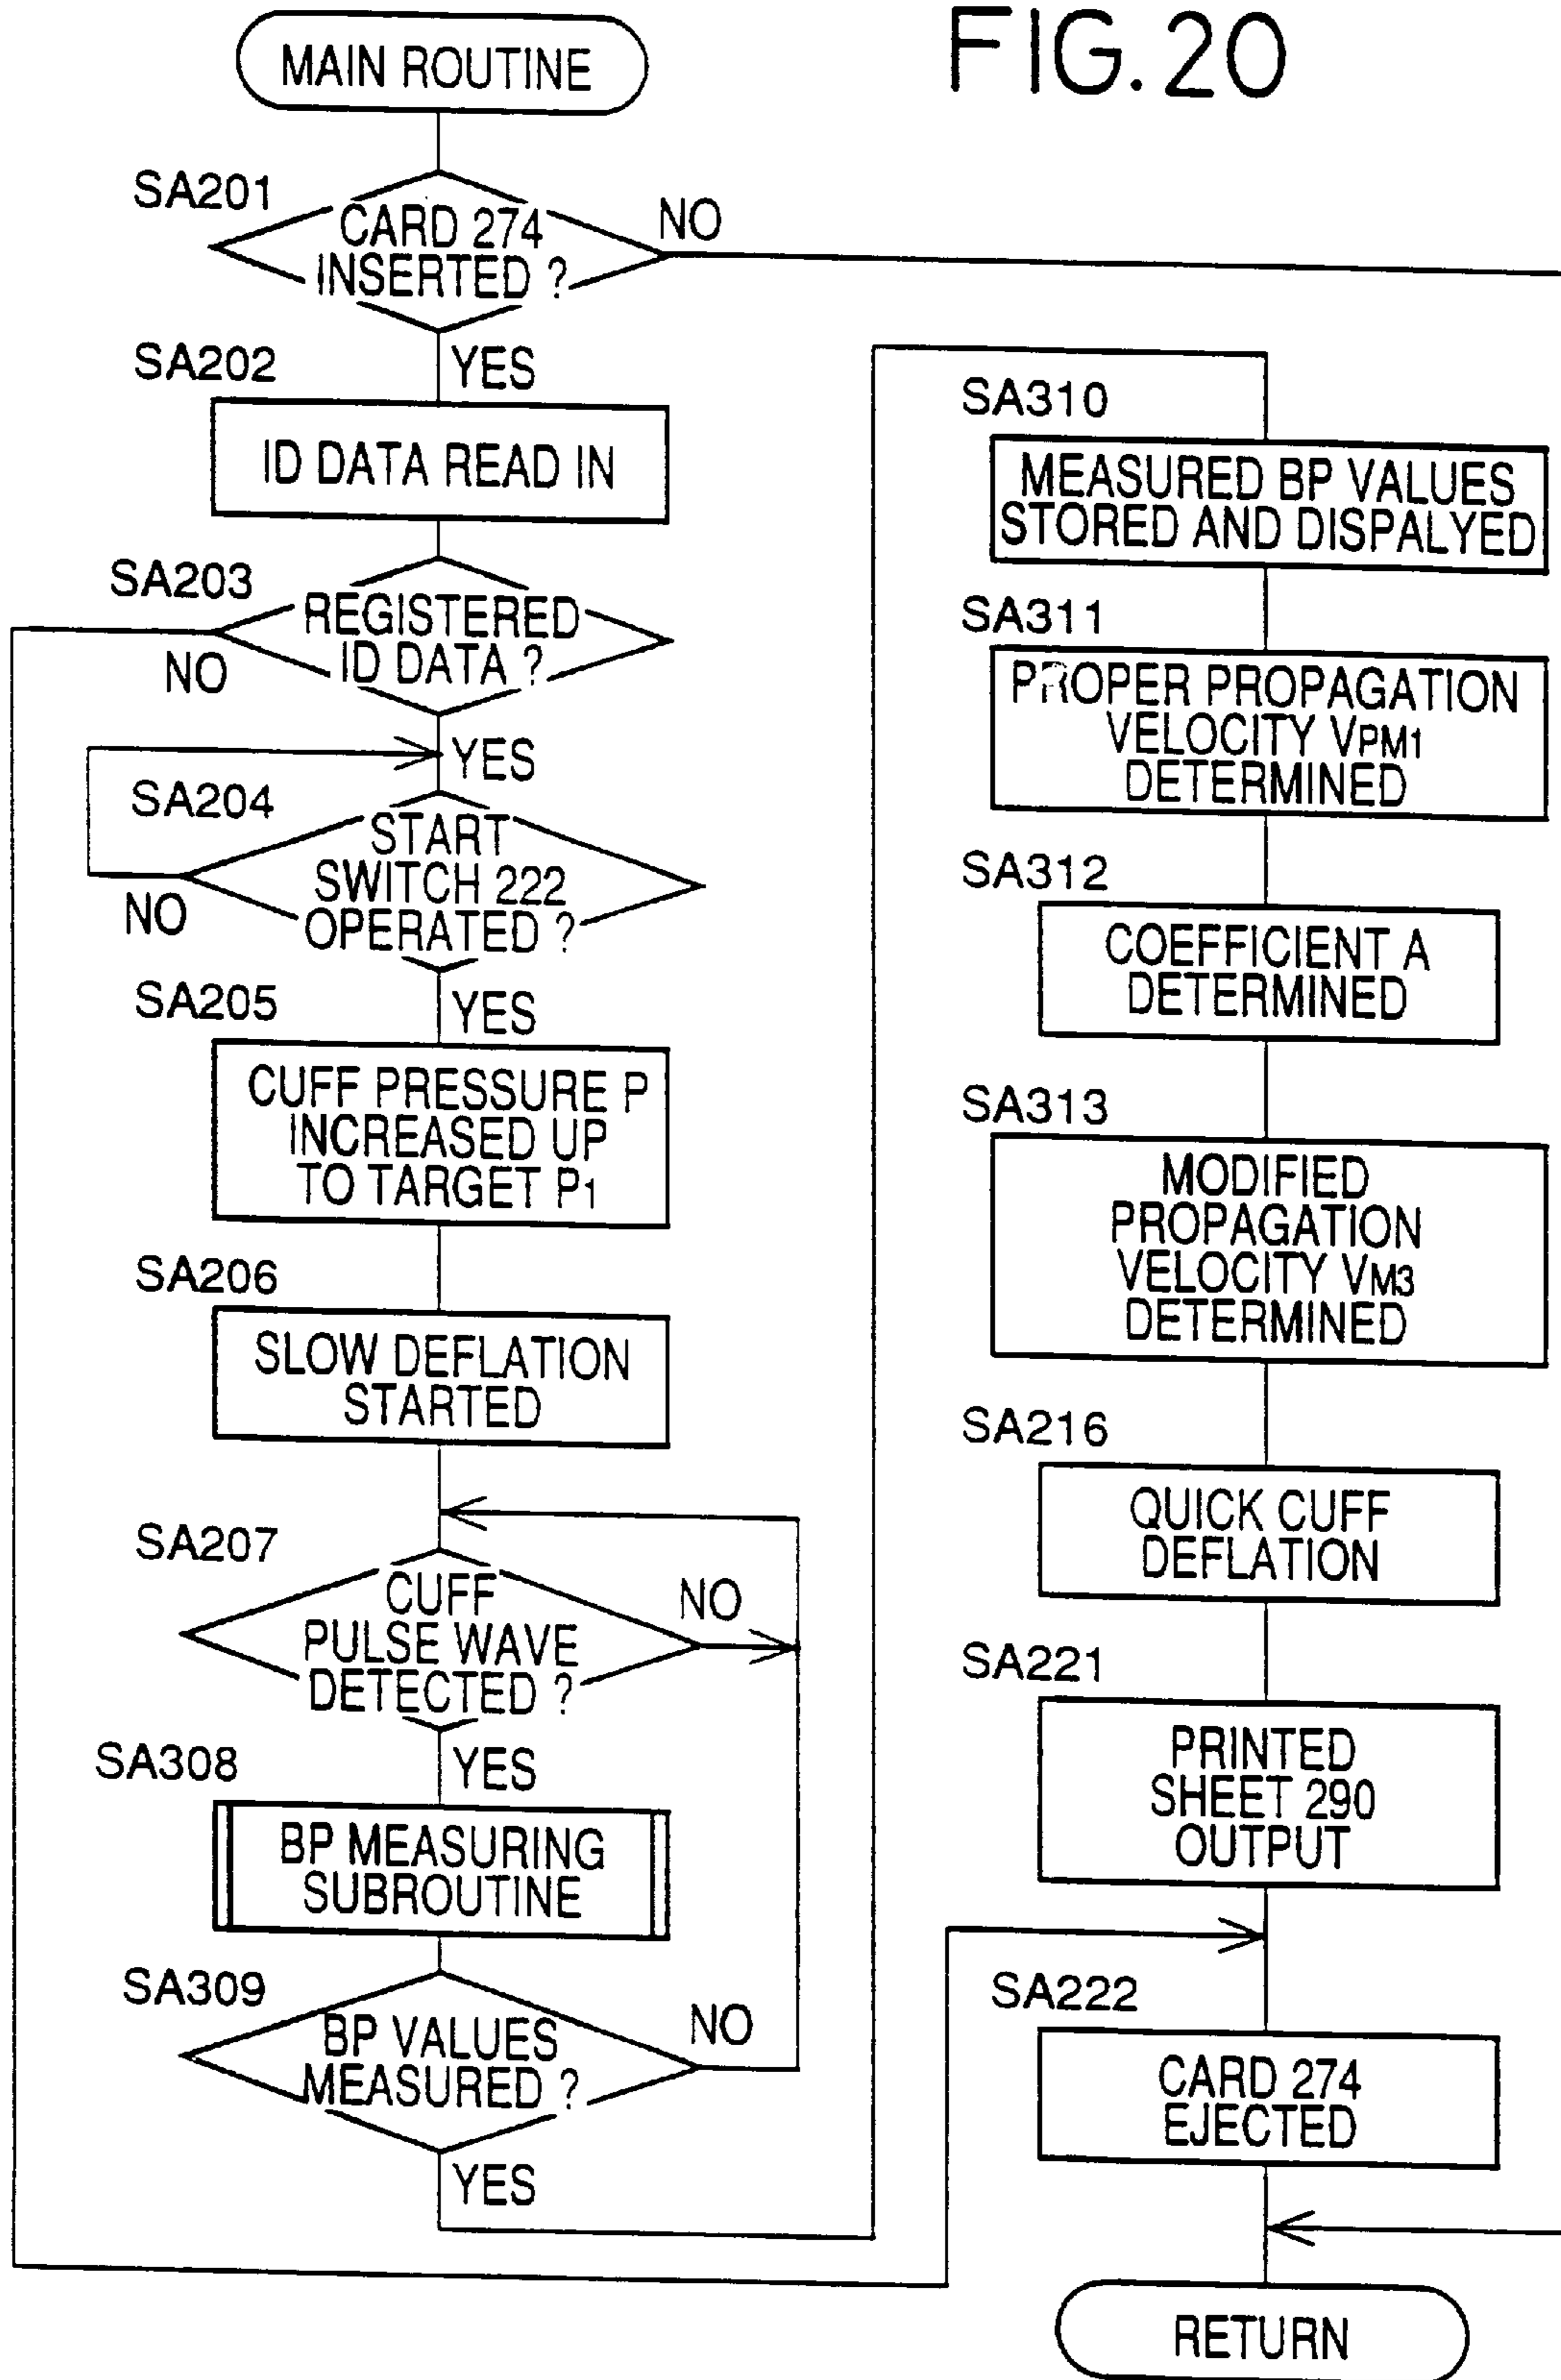 FIG.20
MAIN ROUTINE
SA201
CARD 274
INSERTED ?
NO
YES
SA202
ID DATA READ IN
SA203
REGISTERED
ID DATA ?
NO
YES
SA204
START
SWITCH 222
OPERATED ?
NO
YES
SA205
CUFF PRESSURE P
INCREASED UP
TO TARGET P1
SA206
SLOW DEFLATION
STARTED
SA207
CUFF
PULSE WAVE
DETECTED ?
NO
YES
SA308
BP MEASURING
SUBROUTINE
SA309
BP VALUES
MEASURED ?
NO
YES
SA310
MEASURED BP VALUES
STORED AND DISPALYED
SA311
PROPER PROPAGATION
VELOCITY VPM1
DETERMINED
SA312
COEFFICIENT A
DETERMINED
SA313
MODIFIED
PROPAGATION
VELOCITY VM3
DETERMINED
SA216
QUICK CUFF
DEFLATION
SA221
PRINTED
SHEET 290
OUTPUT
SA222
CARD 274
EJECTED
RETURN